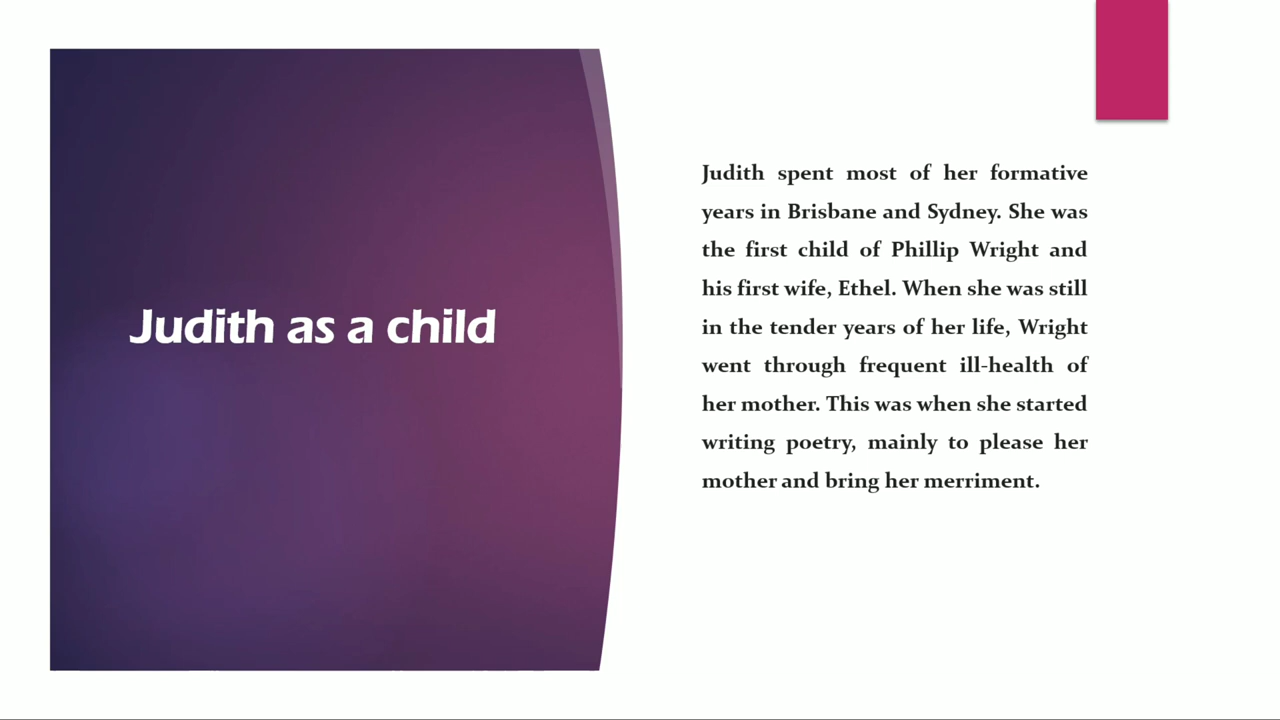 Judith as a child
Judith spent most of her formative
years in Brisbane and Sydney. She was
the first child of Phillip Wright and
his first wife, Ethel. When she was still
in the tender years of her life, Wright
went through frequent ill-health of
her mother. This was when she started
writing poetry, mainly to please her
mother and bring her merriment.